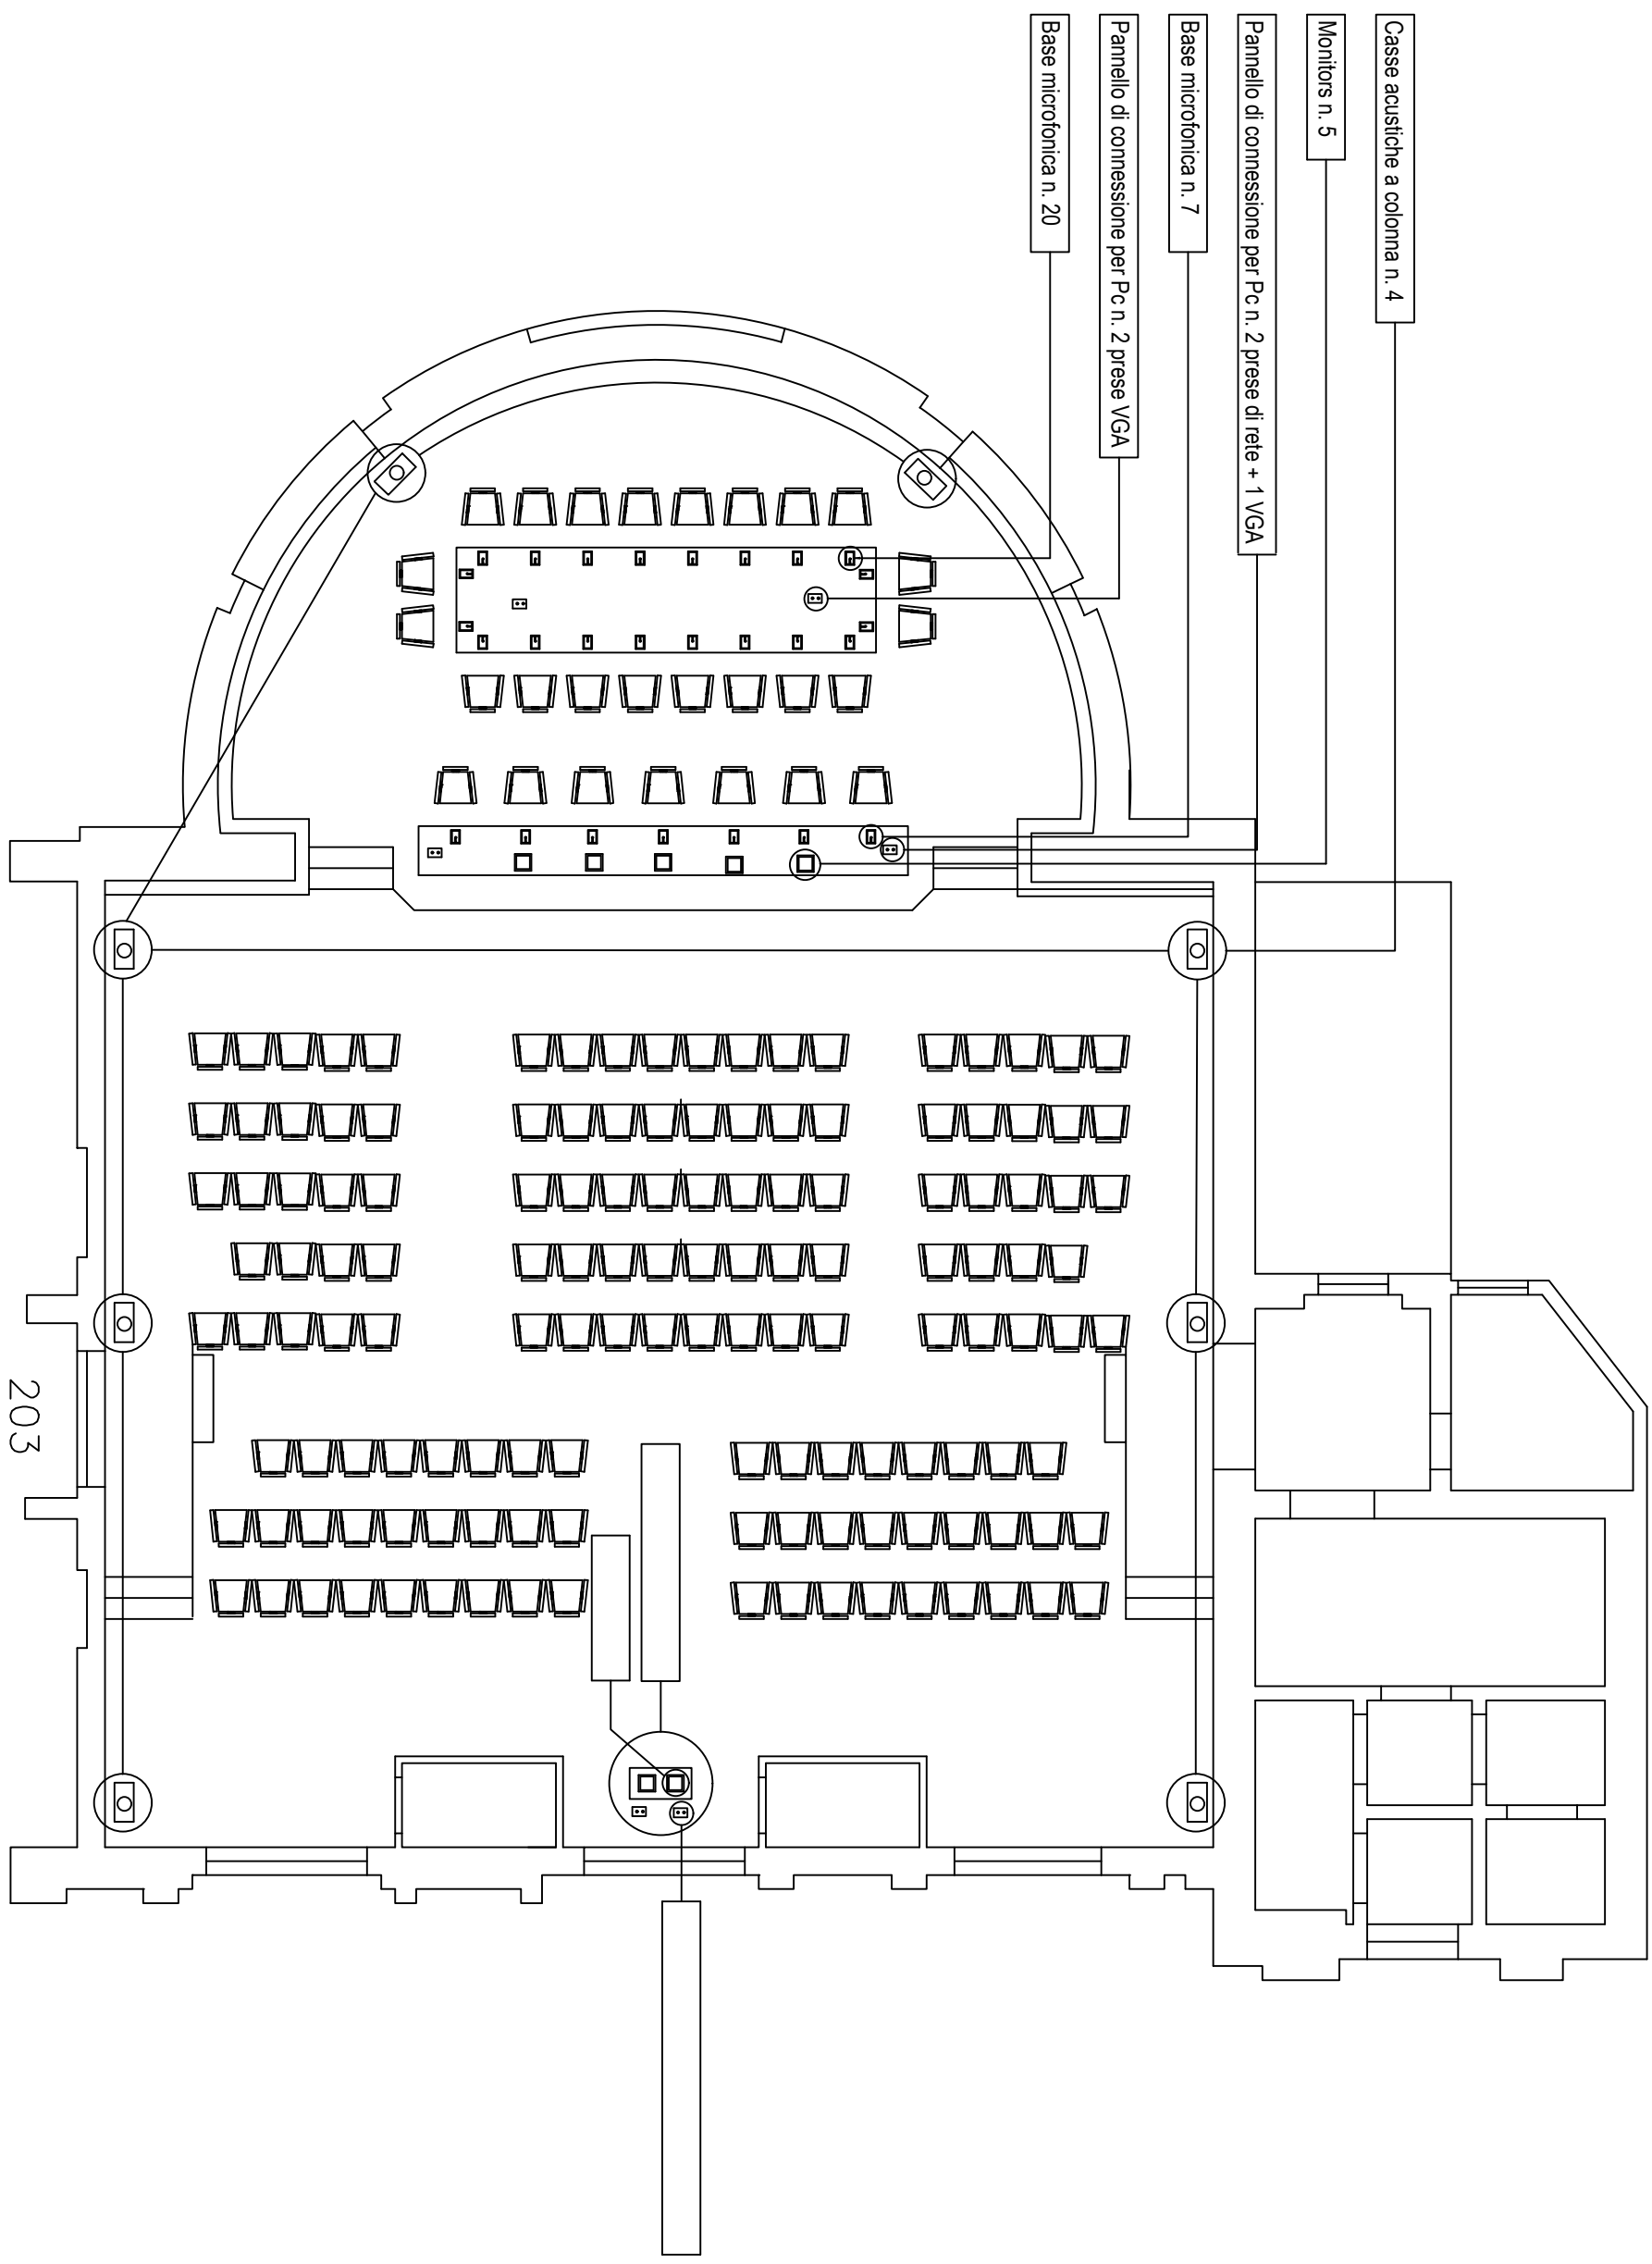 Casse acustiche a colonna n. 4
Monitors n. 5
Pannello di connessione per Pc n. 2 prese di rete + 1 VGA
Base microfonica n. 7
Pannello di connessione per Pc n. 2 prese VGA
Base microfonica n. 20
203